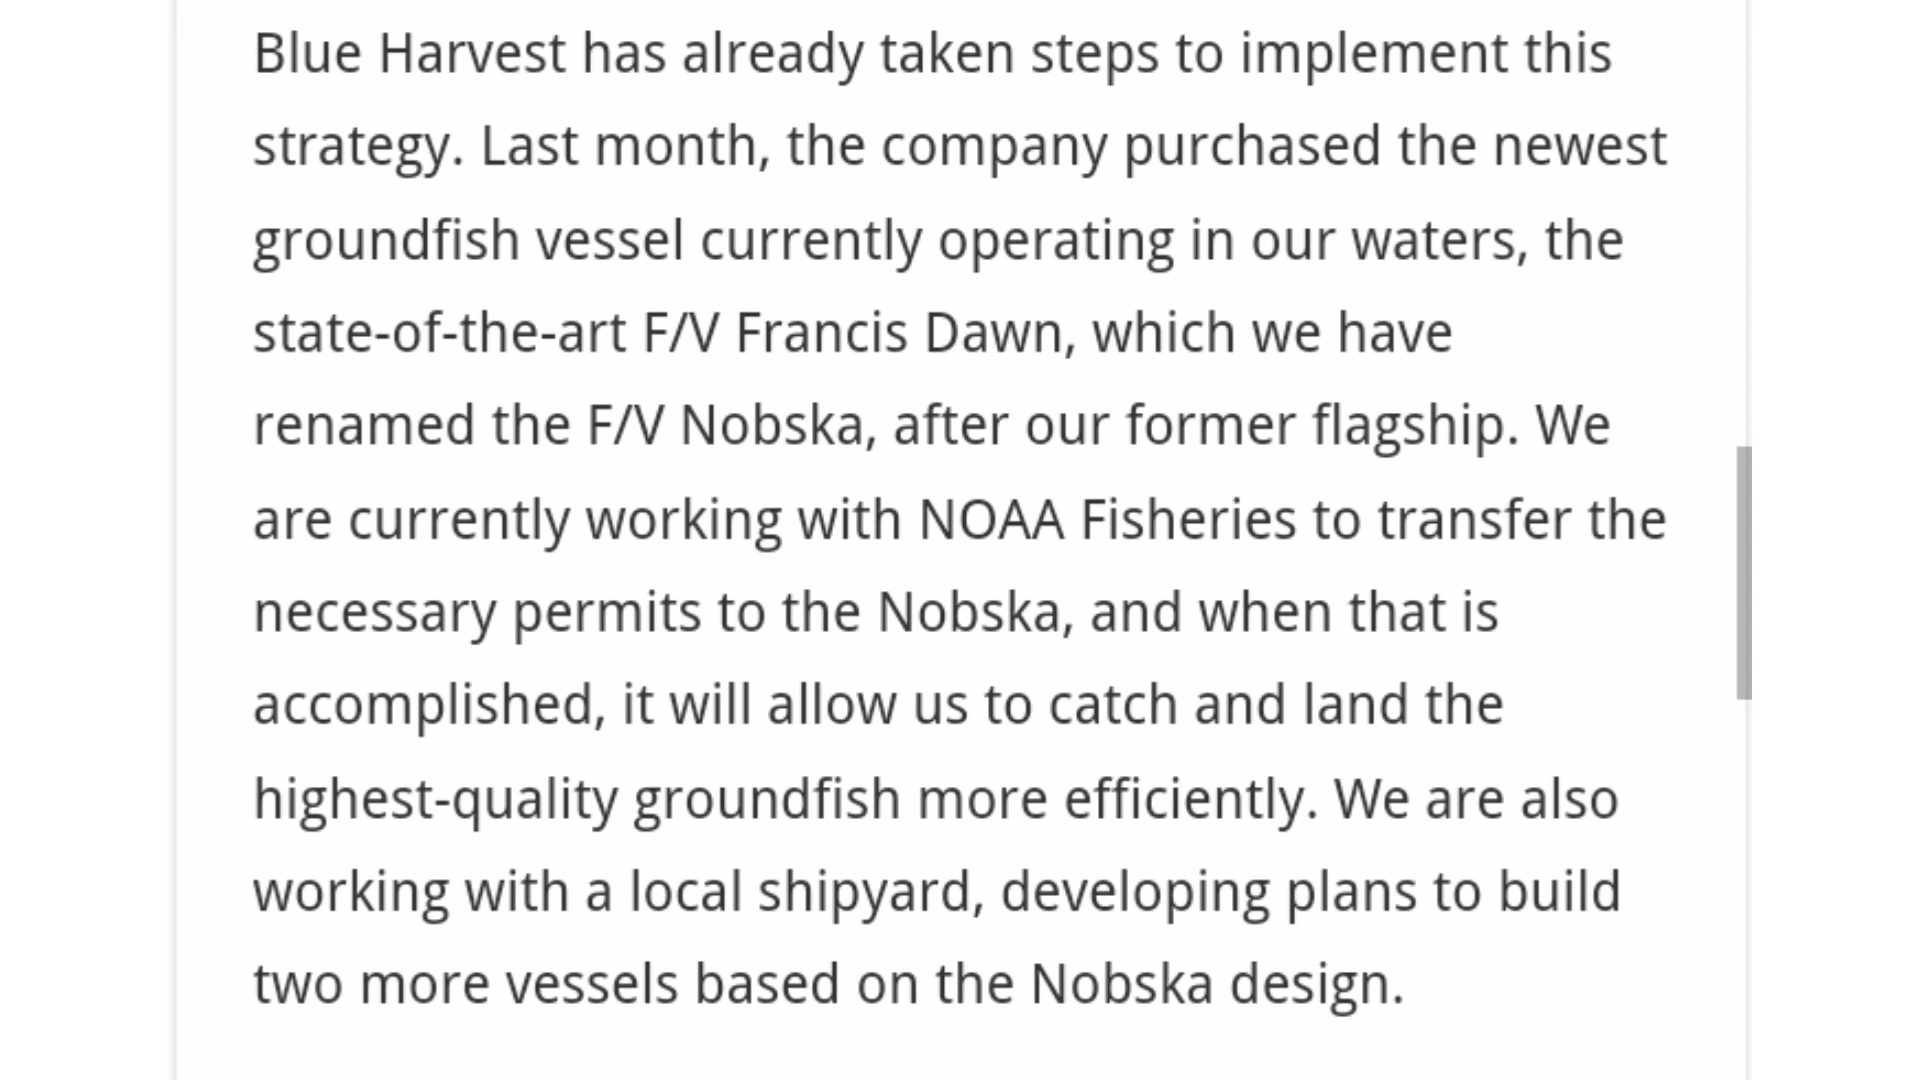 Blue Harvest has already taken steps to implement this
strategy. Last month, the company purchased the newest
groundfish vessel currently operating in our waters, the
state-of-the-art F/V Francis Dawn, which we have
renamed the F/V Nobska, after our former flagship. We
are currently working with NOAA Fisheries to transfer the
necessary permits to the Nobska, and when that is
accomplished, it will allow us to catch and land the
highest-quality groundfish more efficiently. We are also
working with a local shipyard, developing plans to build
two more vessels based on the Nobska design.